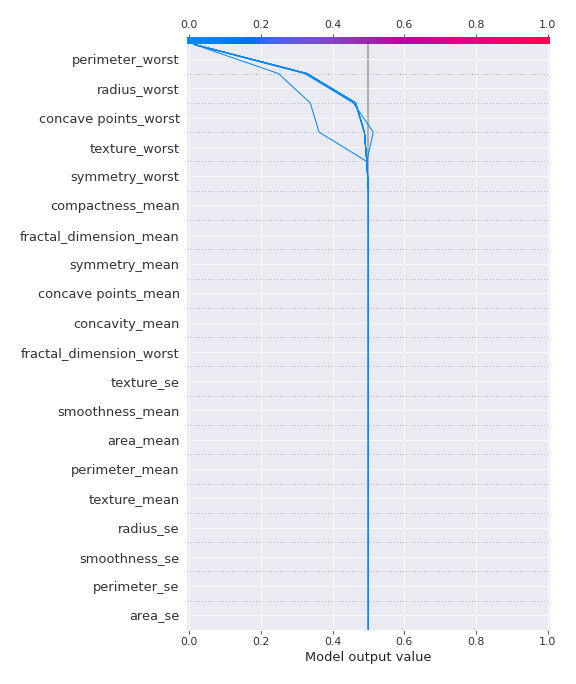 0.0 0.2 0.4 0.6 0.8 1.0
perimeter_worst
radius_worst
concave points_worst
texture_worst
symmetry_worst
compactness_mean
fractal_dimension_mean
symmetry_mean
concave points_mean
concavity_mean
fractal_dimension_worst
texture_se
smoothness_mean
area_mean
perimeter_mean
texture_mean
radius_se
smoothness_se
perimeter_se
area_se
0.0 0.2 0.4 0.6 0.8 1.0
Model output value